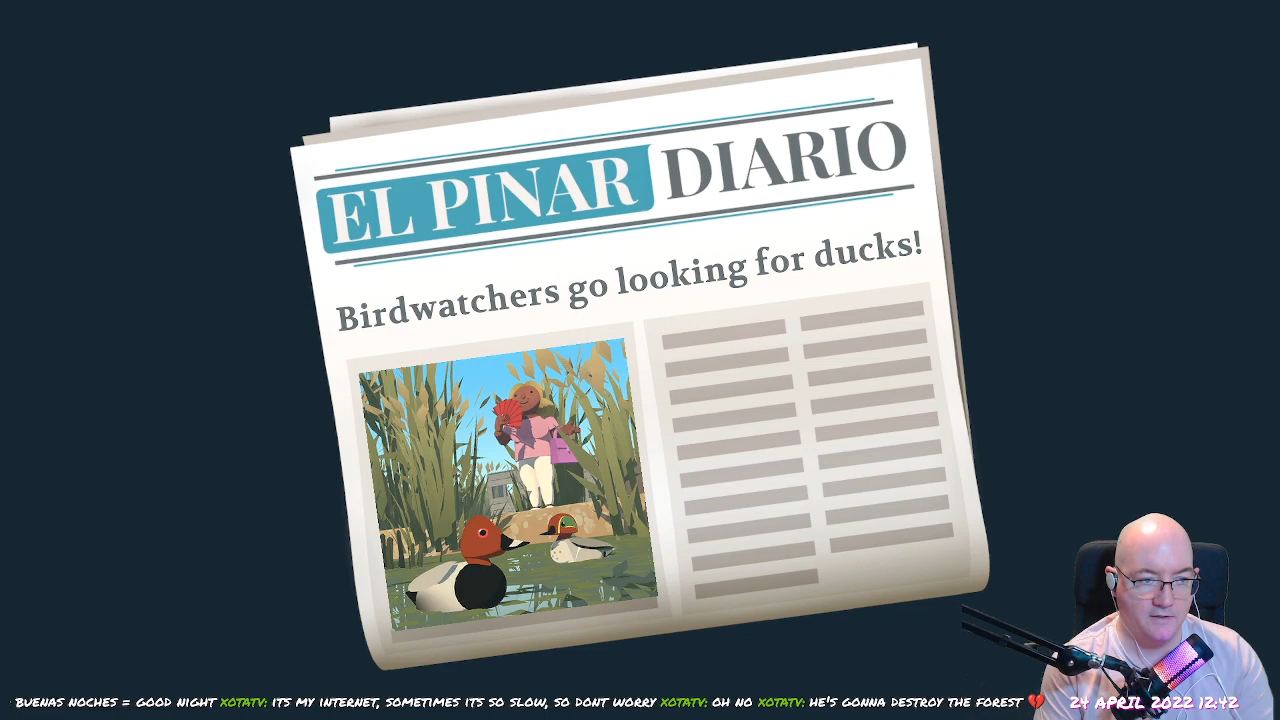 EL PINAR DIARIO
Birdwatchers go looking for ducks!
BUENAS NOCHES = GOOD NIGHT XOTATV: ITS MY INTERNET, SOMETIMES ITS SO SLOW, SO DONT WORRY XOTATV: OH NO XOTATV: HE'S GONNA DESTROY THE FOREST 💔 24 APRIL 2022 12:42